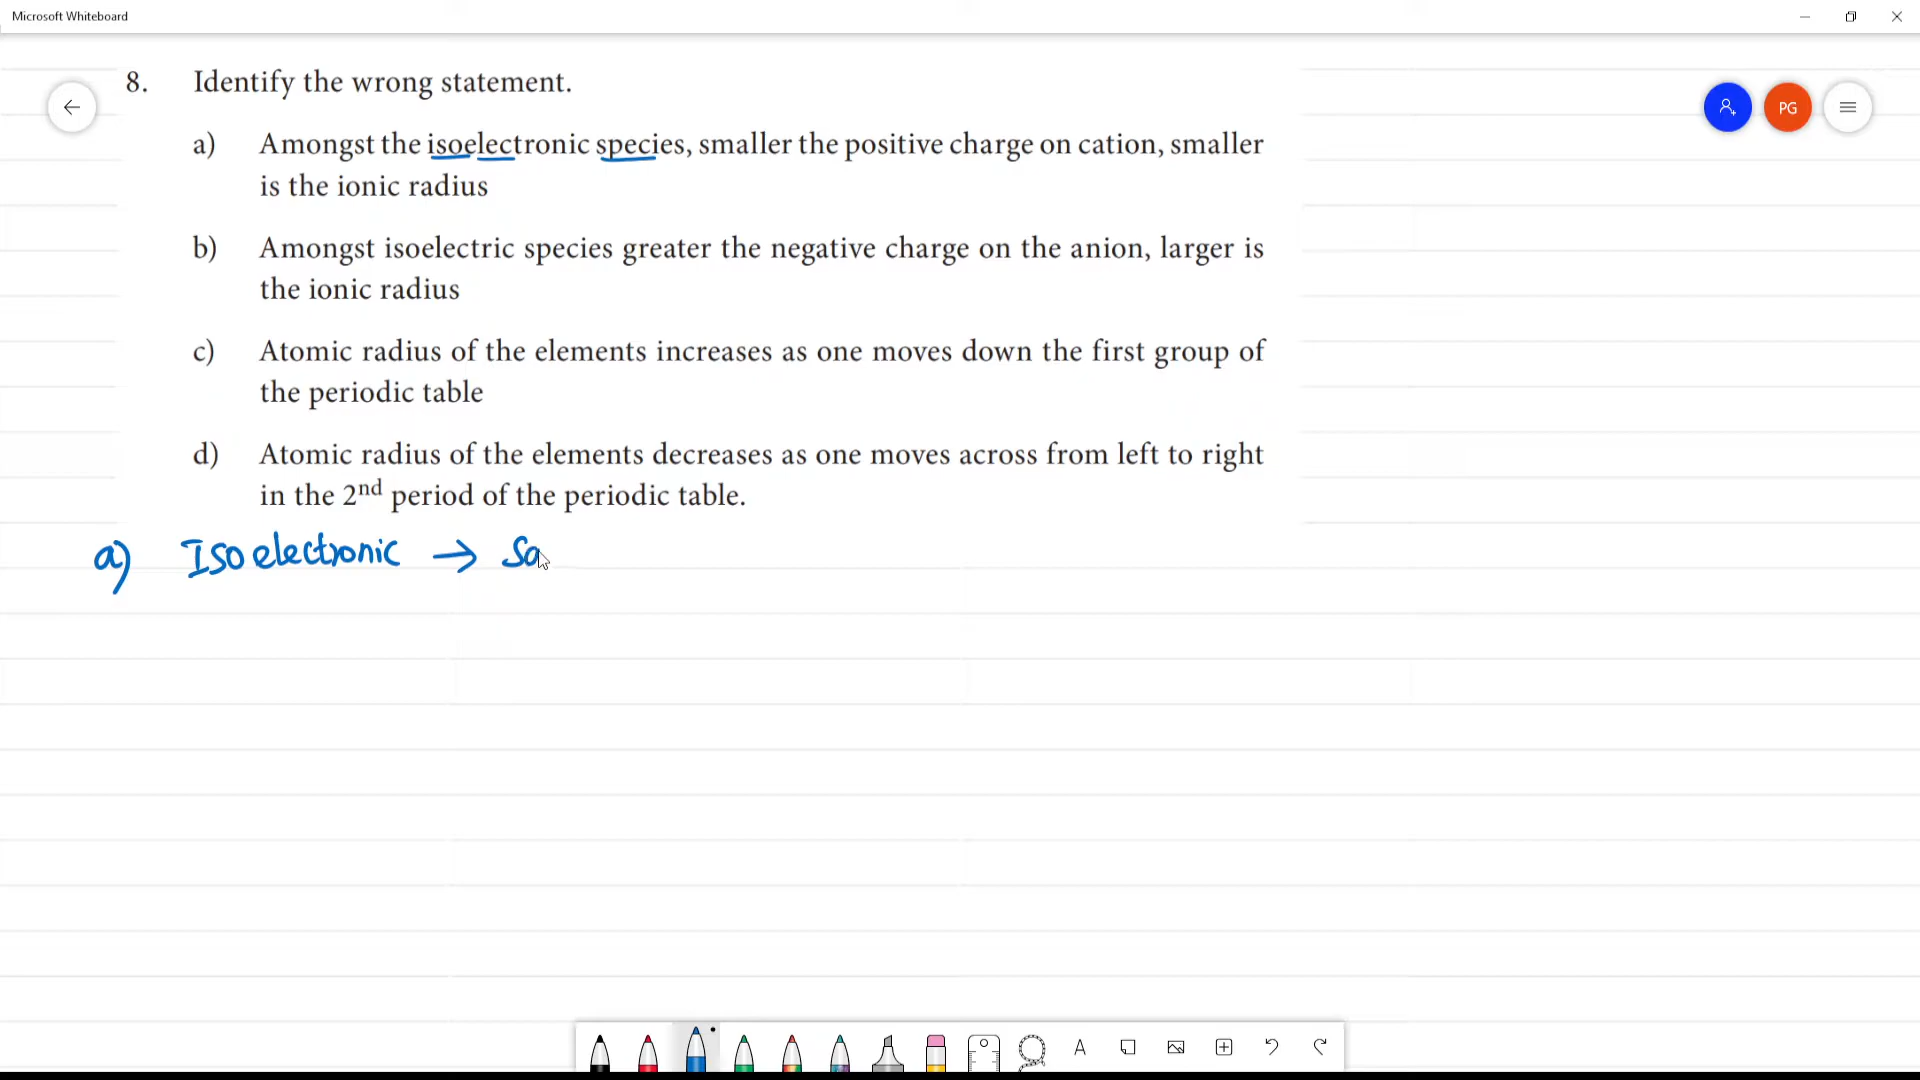 Microsoft Whiteboard
8. Identify the wrong statement.
PG
a) Amongst the isoelectronic species, smaller the positive charge on cation, smaller
is the ionic radius
b) Amongst isoelectric species greater the negative charge on the anion, larger is
the ionic radius
c) Atomic radius of the elements increases as one moves down the first group of
the periodic table
d) Atomic radius of the elements decreases as one moves across from left to right
in the 2nd period of the periodic table.
a) Isoelectronic → Sa
A